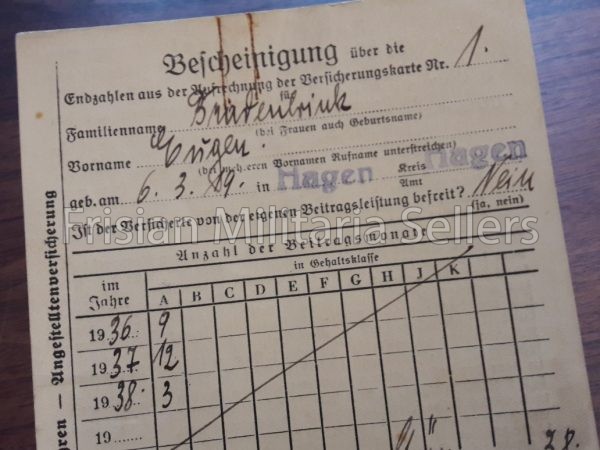 Bescheinigung über die
Endzahlen aus der Aufrechnung der Versicherungskarte Nr. 1.
für
Familienname
(bei Frauen auch Geburtsname)
Vorname Eugen.
(bei mehreren Vornamen Rufname unterstreichen)
geb. am 6. 3. 19. in Hagen Kreis Amt Hagen
Ist der Versicherte von der eigenen Beitragsleistung befreit? Nein
(ja, nein)
Frisian Militaria Sellers
Anzahl der Beitragsmonate
im Jahre
in Gehaltsklasse
A B C D E F G H J K
1936. 9
1937. 12
1938. 3
19
Angestelltenversicherung —